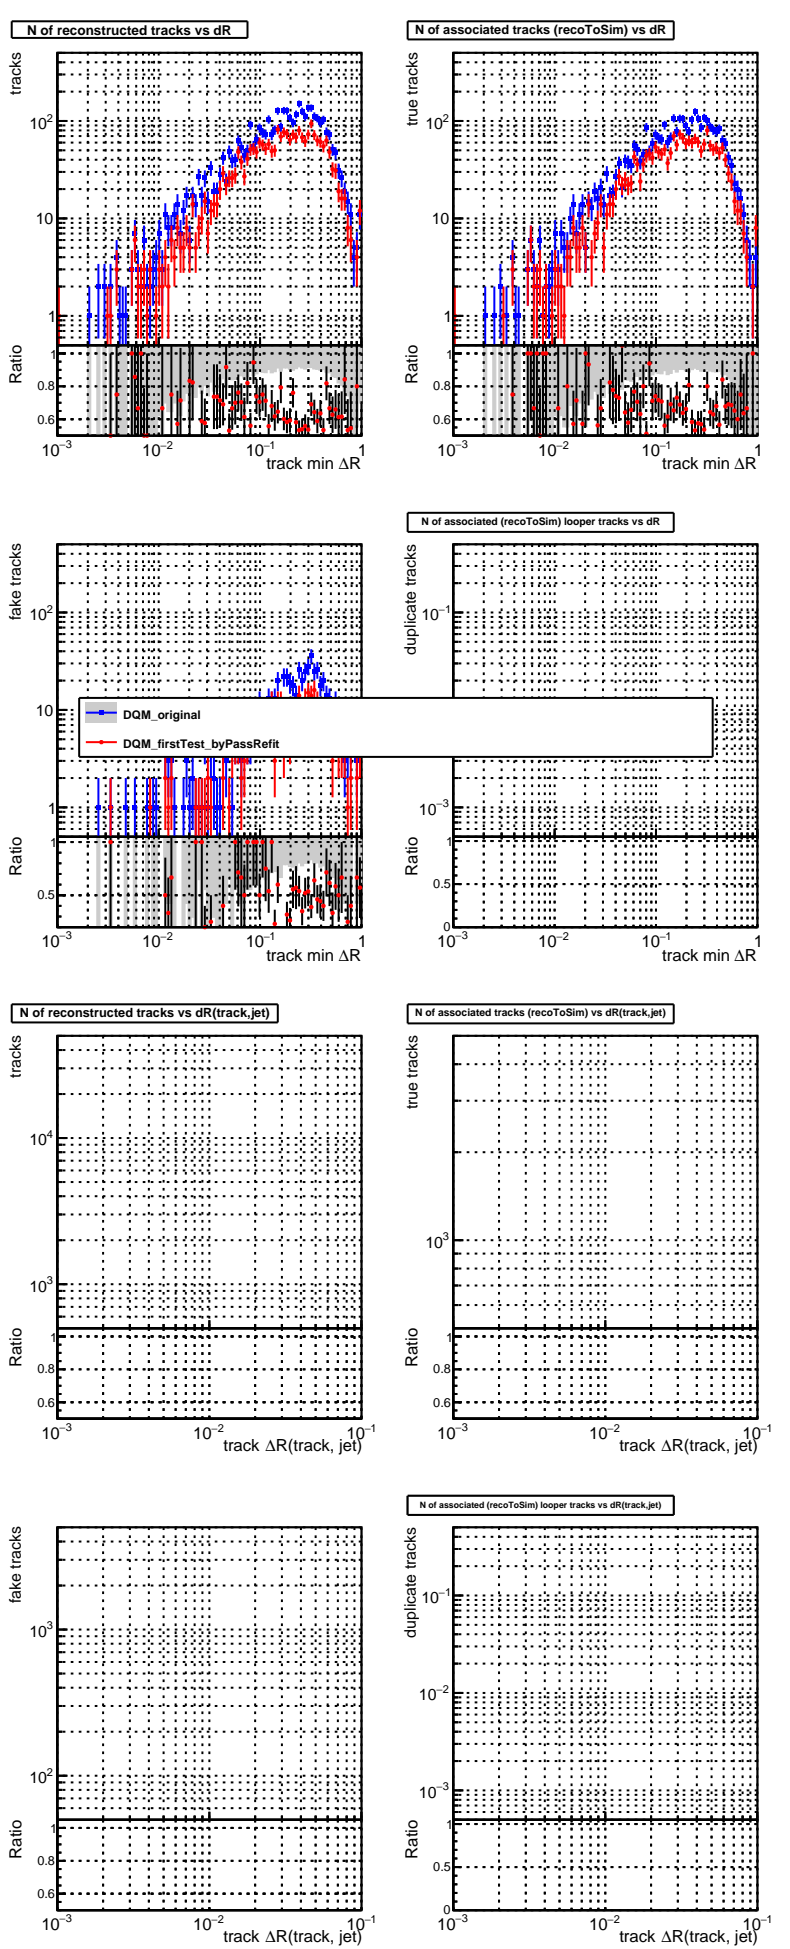 N of reconstructed tracks vs dR
tracks
10²
10
1
Ratio
1
0.8
0.6
10⁻³ 10⁻² 10⁻¹ 1
track min ΔR
N of associated tracks (recoToSim) vs dR
true tracks
10²
10
1
Ratio
1
0.8
0.6
10⁻³ 10⁻² 10⁻¹ 1
track min ΔR
fake tracks
10²
10
1
Ratio
1
0.5
10⁻³ 10⁻² 10⁻¹ 1
track min ΔR
N of associated (recoToSim) looper tracks vs dR
duplicate tracks
10⁻¹
10⁻³
Ratio
1
0.5
0
10⁻³ 10⁻² 10⁻¹ 1
track min ΔR
DQM_original
DQM_firstTest_byPassRefit
N of reconstructed tracks vs dR(track,jet)
tracks
10⁴
10³
Ratio
1
0.8
0.6
10⁻³ 10⁻² 10⁻¹
track ΔR(track, jet)
N of associated tracks (recoToSim) vs dR(track,jet)
true tracks
10³
Ratio
1
0.8
0.6
10⁻³ 10⁻² 10⁻¹
track ΔR(track, jet)
fake tracks
10³
10²
Ratio
1
0.8
0.6
10⁻³ 10⁻² 10⁻¹
track ΔR(track, jet)
N of associated (recoToSim) looper tracks vs dR(track,jet)
duplicate tracks
10⁻¹
10⁻²
10⁻³
Ratio
1
0.5
0
10⁻³ 10⁻² 10⁻¹
track ΔR(track, jet)